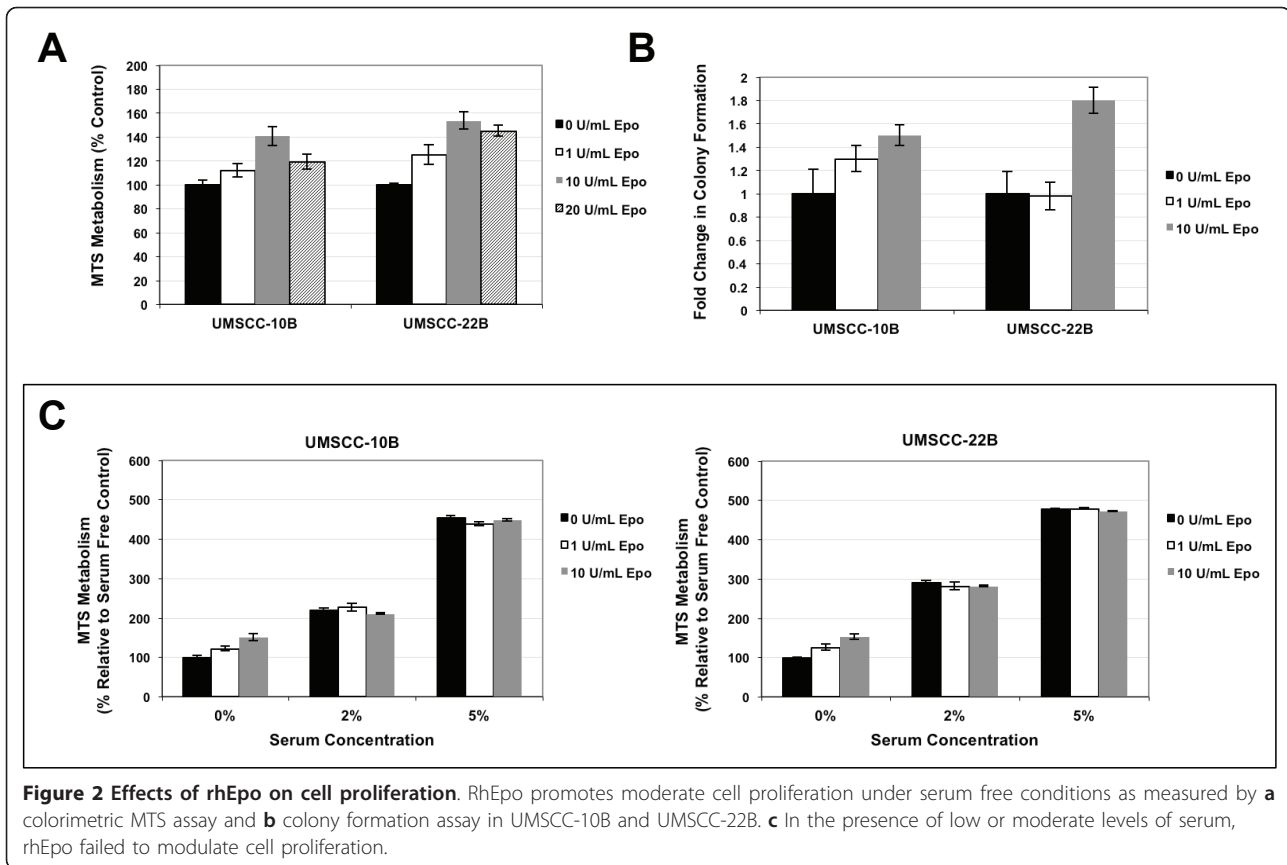 A
MTS Metabolism (% Control)
200
180
160
140
120
100
80
60
40
20
0
UMSCC-10B
UMSCC-22B
0 U/mL Epo
1 U/mL Epo
10 U/mL Epo
20 U/mL Epo
B
Fold Change in Colony Formation
2
1.8
1.6
1.4
1.2
1
0.8
0.6
0.4
0.2
0
UMSCC-10B
UMSCC-22B
0 U/mL Epo
1 U/mL Epo
10 U/mL Epo
C
UMSCC-10B
MTS Metabolism
(% Relative to Serum Free Control)
600
500
400
300
200
100
0
0%
2%
5%
Serum Concentration
0 U/mL Epo
1 U/mL Epo
10 U/mL Epo
UMSCC-22B
MTS Metabolism
(% Relative to Serum Free Control)
600
500
400
300
200
100
0
0%
2%
5%
Serum Concentration
0 U/mL Epo
1 U/mL Epo
10 U/mL Epo
Figure 2 Effects of rhEpo on cell proliferation. RhEpo promotes moderate cell proliferation under serum free conditions as measured by a
colorimetric MTS assay and b colony formation assay in UMSCC-10B and UMSCC-22B. c In the presence of low or moderate levels of serum,
rhEpo failed to modulate cell proliferation.